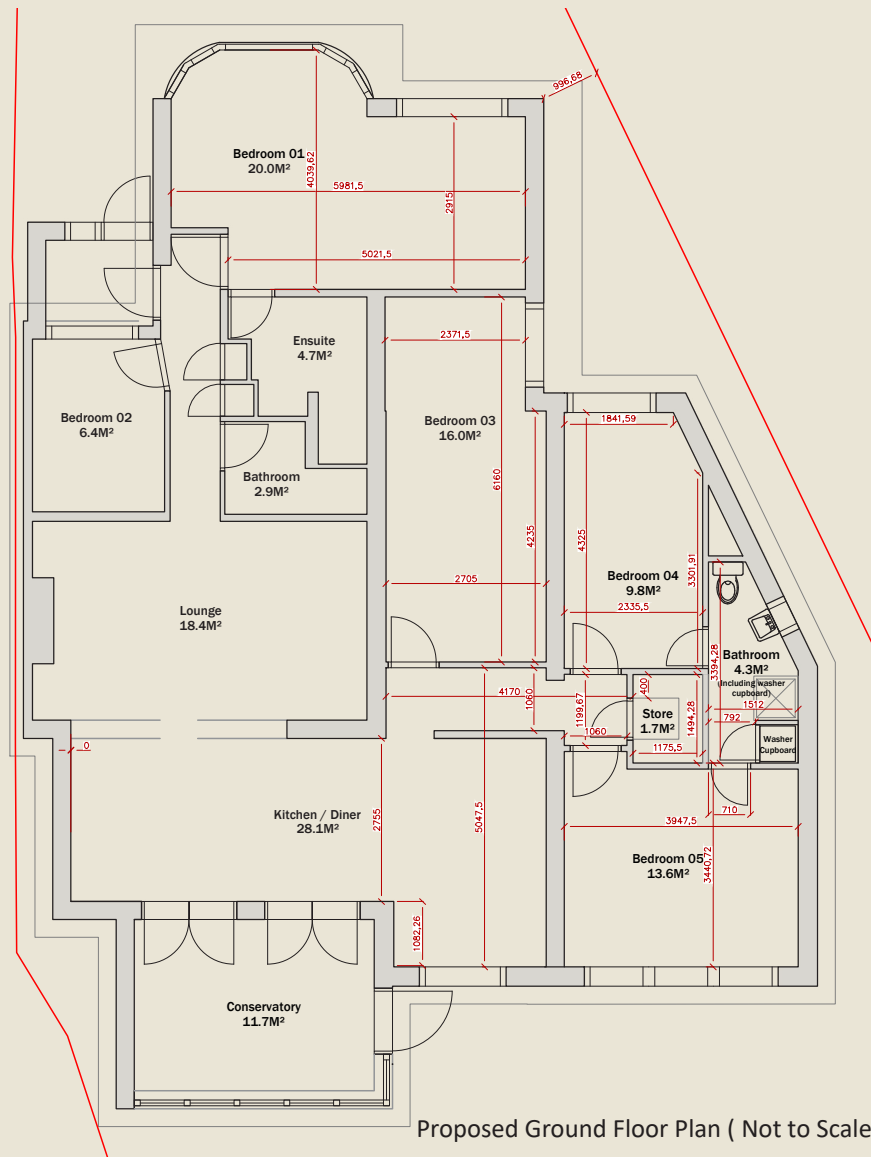 996,68
Bedroom 01
20.0M²
4039,62
5981,5
2915
5021,5
Ensuite
4.7M²
2371,5
Bedroom 02
6.4M²
Bedroom 03
16.0M²
1841,59
Bathroom
2.9M²
6160
4235
4325
3301,91
2705
Bedroom 04
9.8M²
2335,5
Lounge
18.4M²
3394,28
Bathroom
4.3M²
(Including washer
cupboard)
4170
1060
1199,67
400
1494,28
1512
792
Store
1.7M²
1060
1175,5
Washer
Cupboard
0
2755
Kitchen / Diner
28.1M²
5047,5
710
3947,5
3440,72
Bedroom 05
13.6M²
1082,26
Conservatory
11.7M²
Proposed Ground Floor Plan ( Not to Scale